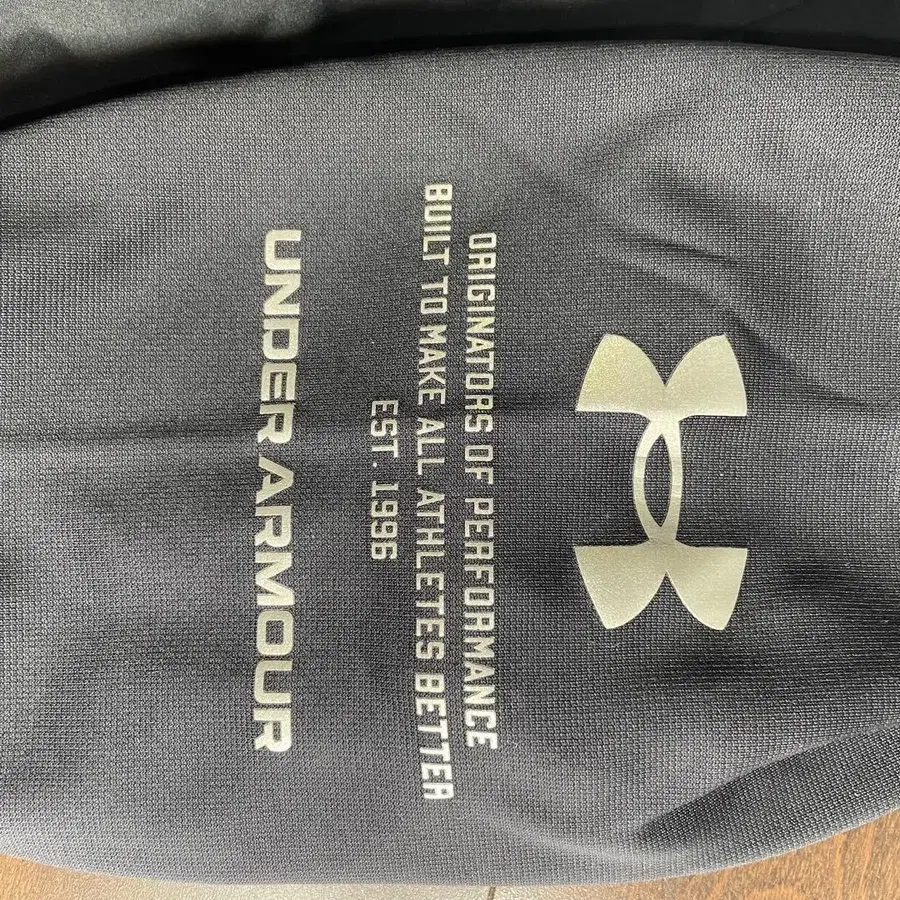 ORIGINATORS OF PERFORMANCE
BUILT TO MAKE ALL ATHLETES BETTER
EST. 1996
UNDER ARMOUR